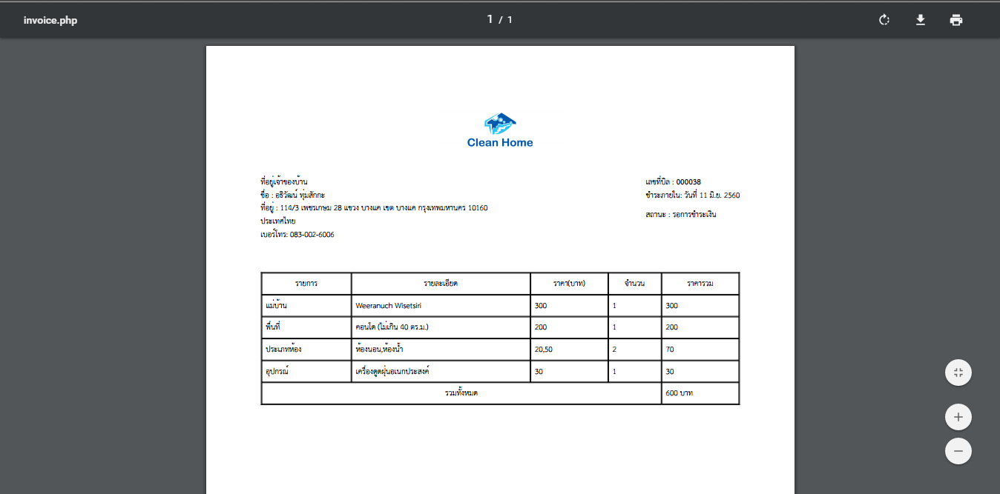 invoice.php
1 / 1
Clean Home
ที่อยู่เจ้าของบ้าน
ชื่อ : อธิวัฒน์ ทุ่มสักกะ
ที่อยู่ : 114/3 เพชรเกษม 28 แขวง บางแค เขต บางแค กรุงเทพมหานคร 10160
ประเทศไทย
เบอร์โทร: 083-002-6006
เลขที่บิล : 000038
ชำระภายใน: วันที่ 11 มิ.ย. 2560
สถานะ : รอการชำระเงิน
รายการ รายละเอียด ราคา(บาท) จำนวน ราคารวม
แม่บ้าน Weeranuch Wisetsiri 300 1 300
พื้นที่ คอนโด (ไม่เกิน 40 ตร.ม.) 200 1 200
ประเภทห้อง ห้องนอน,ห้องน้ำ 20,50 2 70
อุปกรณ์ เครื่องดูดฝุ่นอเนกประสงค์ 30 1 30
รวมทั้งหมด 600 บาท